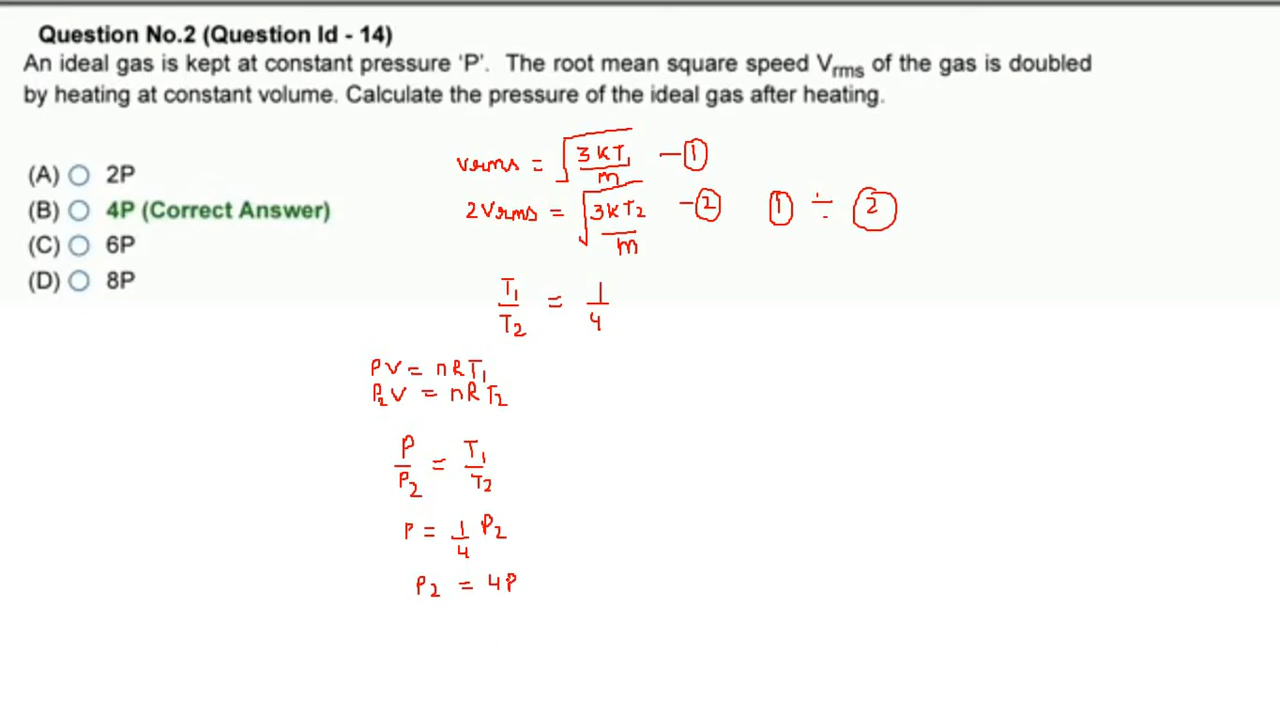 Question No.2 (Question Id - 14)
An ideal gas is kept at constant pressure 'P'. The root mean square speed Vrms of the gas is doubled
by heating at constant volume. Calculate the pressure of the ideal gas after heating.
(A) 2P
(B) 4P (Correct Answer)
(C) 6P
(D) 8P
vrms = √(3KT₁/m) –①
2Vrms = √(3KT₂/m) –② ① ÷ ②
T₁/T₂ = 1/4
PV = nRT₁
P₂V = nRT₂
P/P₂ = T₁/T₂
P = 1/4 P₂
P₂ = 4P